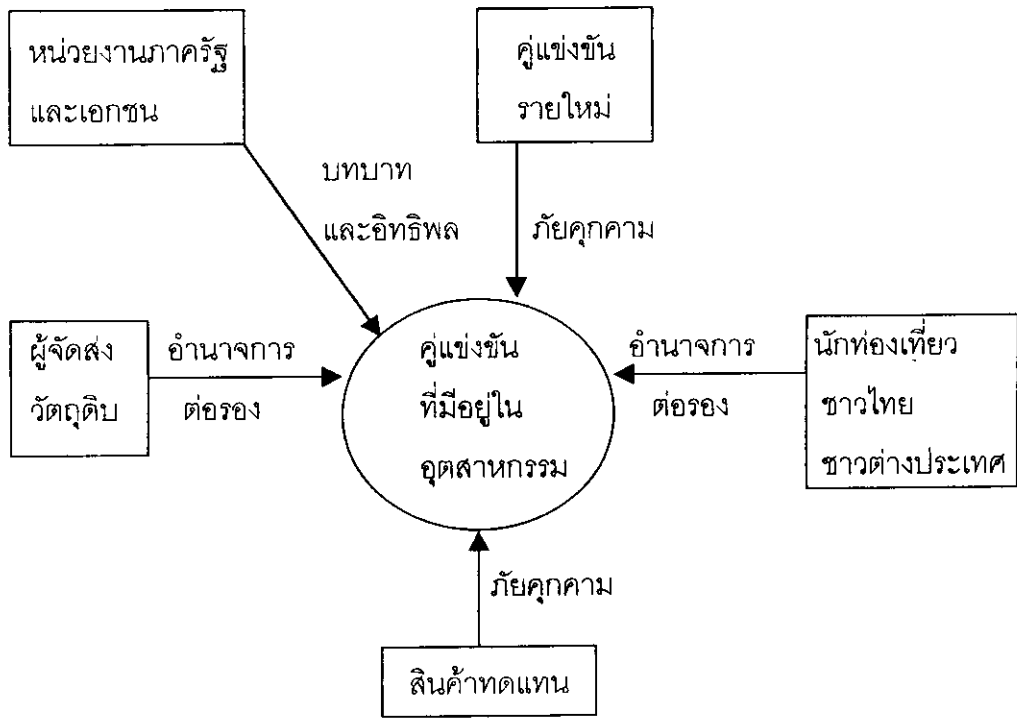 หน่วยงานภาครัฐ
และเอกชน
คู่แข่งขัน
รายใหม่
บทบาท
และอิทธิพล
ภัยคุกคาม
ผู้จัดส่ง
วัตถุดิบ
อำนาจการ
ต่อรอง
คู่แข่งขัน
ที่มีอยู่ใน
อุตสาหกรรม
อำนาจการ
ต่อรอง
นักท่องเที่ยว
ชาวไทย
ชาวต่างประเทศ
ภัยคุกคาม
สินค้าทดแทน